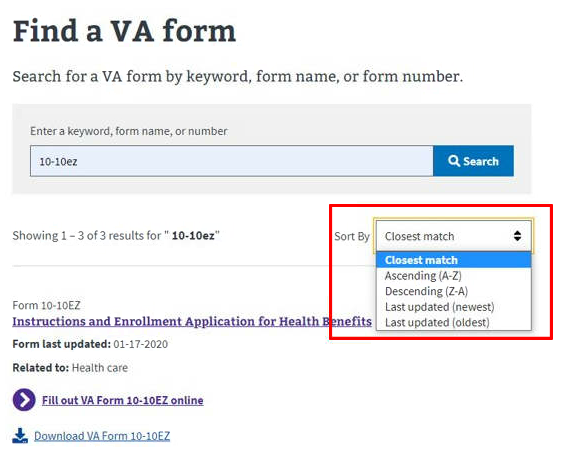 Find a VA form
Search for a VA form by keyword, form name, or form number.
Enter a keyword, form name, or number
10-10ez
Search
Showing 1 – 3 of 3 results for " 10-10ez"
Sort By
Closest match
Closest match
Ascending (A-Z)
Descending (Z-A)
Last updated (newest)
Last updated (oldest)
Form 10-10EZ
Instructions and Enrollment Application for Health Benefits
Form last updated: 01-17-2020
Related to: Health care
Fill out VA Form 10-10EZ online
Download VA Form 10-10EZ